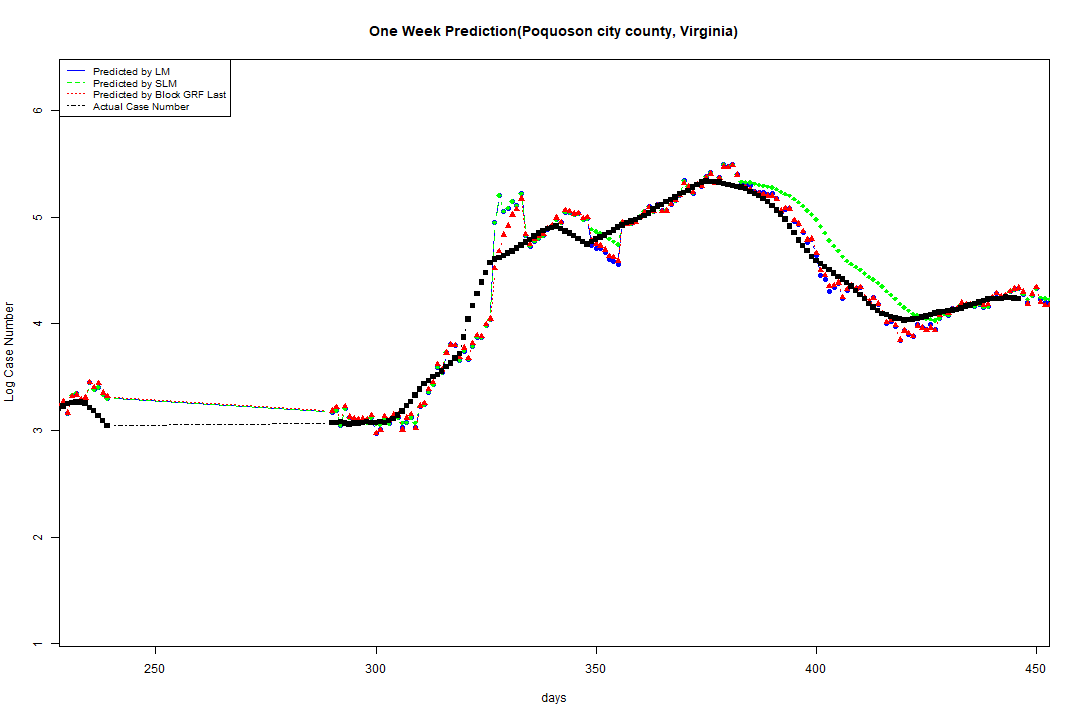 One Week Prediction(Poquoson city county, Virginia)
Predicted by LM
Predicted by SLM
Predicted by Block GRF Last
Actual Case Number
6
5
4
3
2
1
Log Case Number
250 300 350 400 450
days